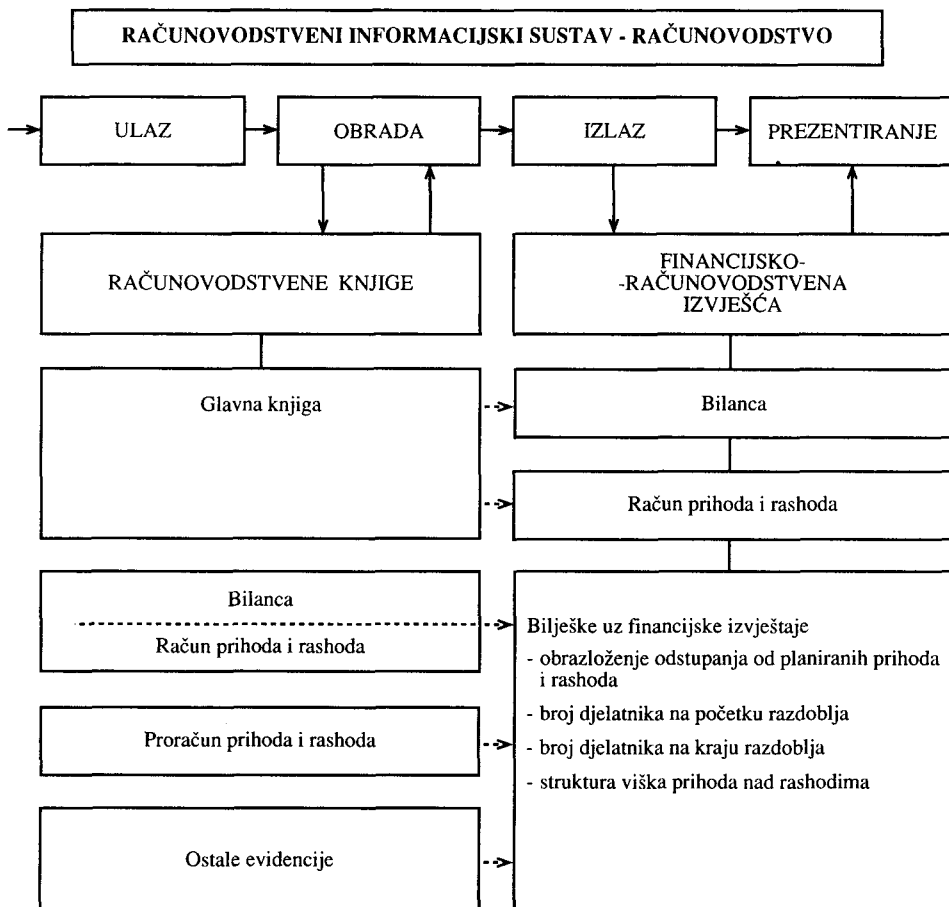 RAČUNOVODSTVENI INFORMACIJSKI SUSTAV - RAČUNOVODSTVO
ULAZ
OBRADA
IZLAZ
PREZENTIRANJE
RAČUNOVODSTVENE KNJIGE
FINANCIJSKO-
-RAČUNOVODSTVENA
IZVJEŠĆA
Glavna knjiga
Bilanca
Račun prihoda i rashoda
Bilanca
Račun prihoda i rashoda
Proračun prihoda i rashoda
Ostale evidencije
Bilješke uz financijske izvještaje
- obrazloženje odstupanja od planiranih prihoda
i rashoda
- broj djelatnika na početku razdoblja
- broj djelatnika na kraju razdoblja
- struktura viška prihoda nad rashodima